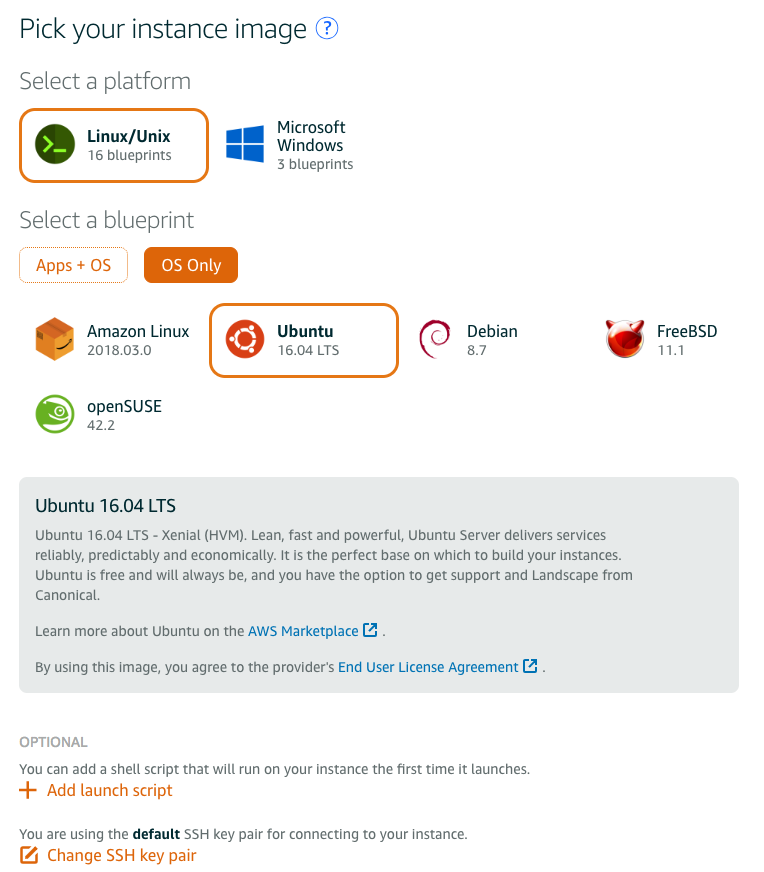 Pick your instance image ?
Select a platform
Linux/Unix
16 blueprints
Microsoft
Windows
3 blueprints
Select a blueprint
Apps + OS
OS Only
Amazon Linux
2018.03.0
Ubuntu
16.04 LTS
Debian
8.7
FreeBSD
11.1
openSUSE
42.2
Ubuntu 16.04 LTS
Ubuntu 16.04 LTS - Xenial (HVM). Lean, fast and powerful, Ubuntu Server delivers services
reliably, predictably and economically. It is the perfect base on which to build your instances.
Ubuntu is free and will always be, and you have the option to get support and Landscape from
Canonical.
Learn more about Ubuntu on the AWS Marketplace .
By using this image, you agree to the provider's End User License Agreement .
OPTIONAL
You can add a shell script that will run on your instance the first time it launches.
Add launch script
You are using the default SSH key pair for connecting to your instance.
Change SSH key pair